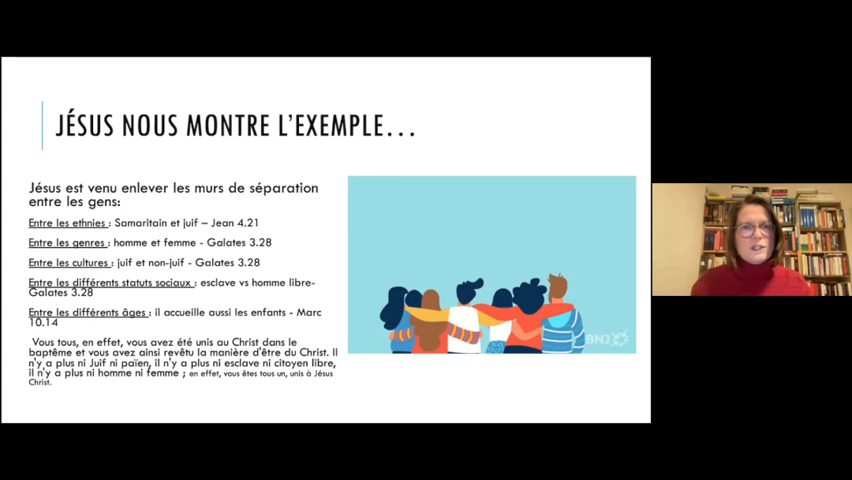 JÉSUS NOUS MONTRE L'EXEMPLE...
Jésus est venu enlever les murs de séparation
entre les gens:
Entre les ethnies : Samaritain et juif – Jean 4.21
Entre les genres : homme et femme - Galates 3.28
Entre les cultures : juif et non-juif - Galates 3.28
Entre les différents statuts sociaux : esclave vs homme libre-
Galates 3.28
Entre les différents âges : il accueille aussi les enfants - Marc
10.14
Vous tous, en effet, vous avez été unis au Christ dans le
baptême et vous avez ainsi revêtu la manière d'être du Christ. Il
n'y a plus ni Juif ni païen, il n'y a plus ni esclave ni citoyen libre,
il n'y a plus ni homme ni femme ; en effet, vous êtes tous un, unis à Jésus
Christ.
BNJ